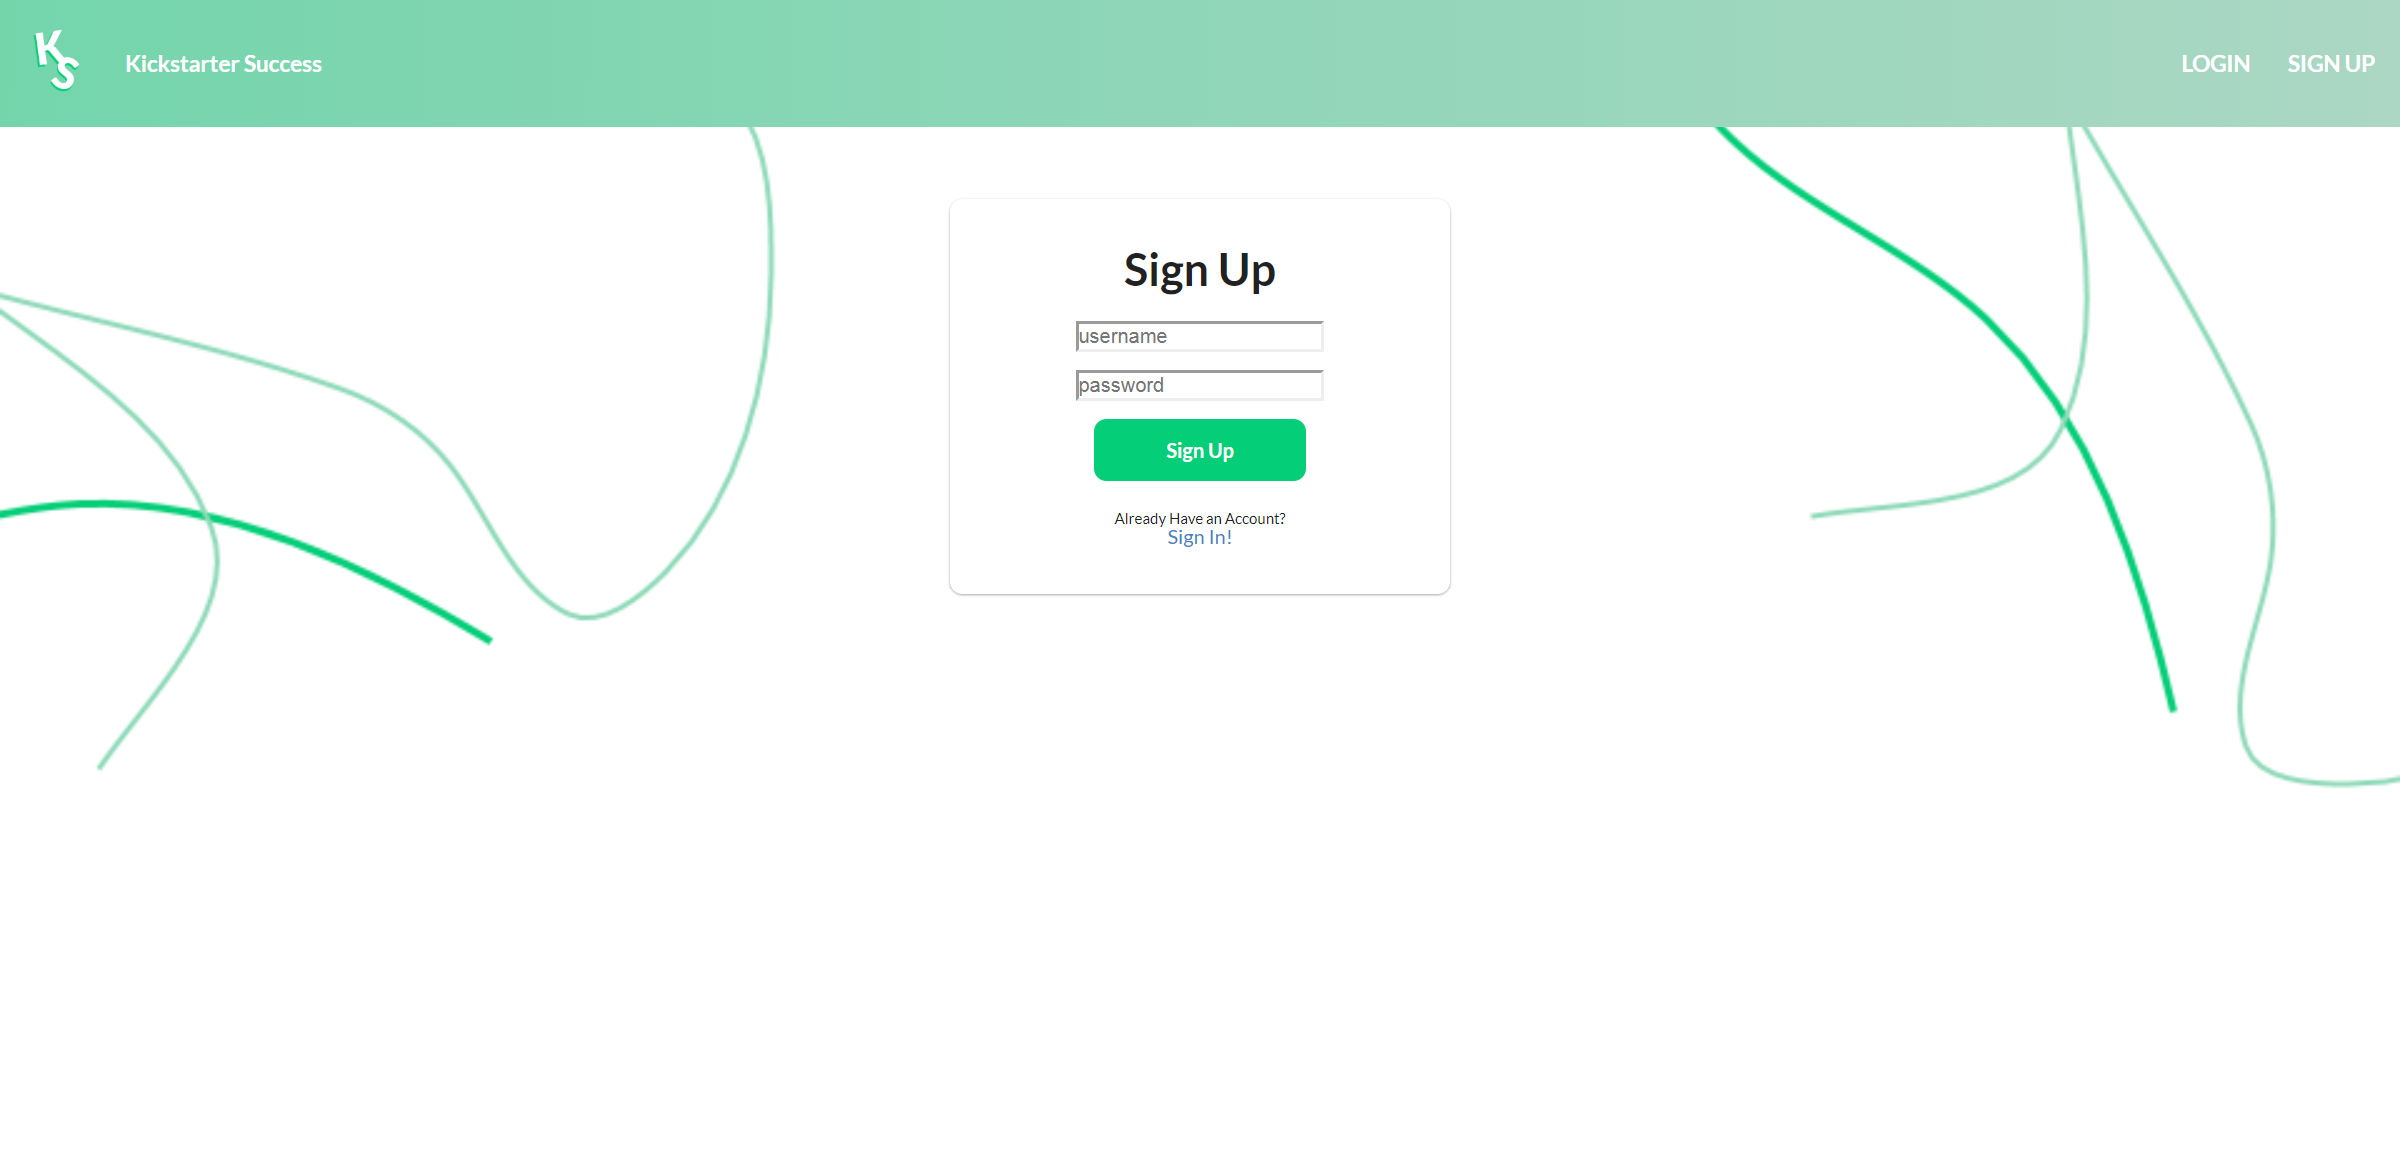 KS
Kickstarter Success
LOGIN
SIGN UP
Sign Up
username
password
Sign Up
Already Have an Account?
Sign In!